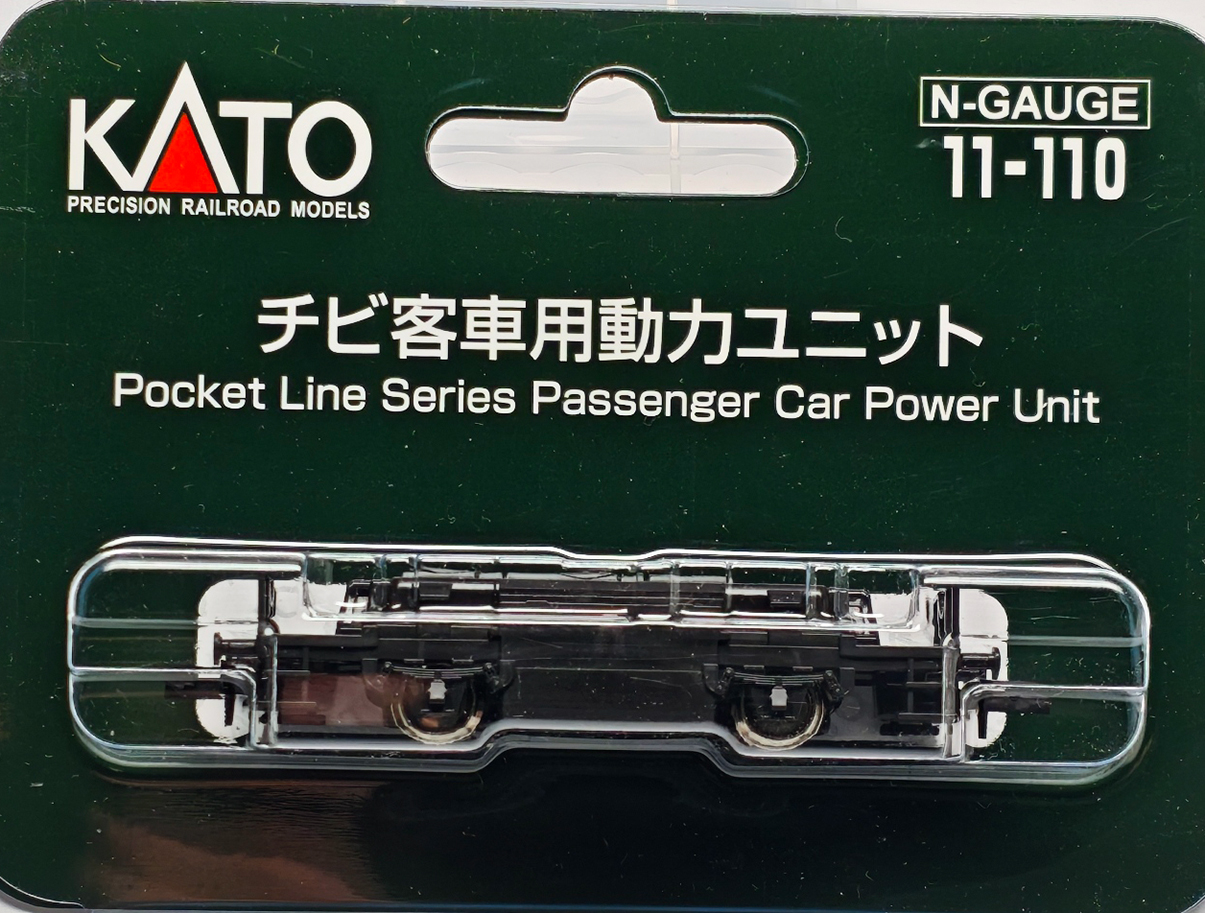 KATO
PRECISION RAILROAD MODELS
N-GAUGE
11-110
チビ客車用動力ユニット
Pocket Line Series Passenger Car Power Unit